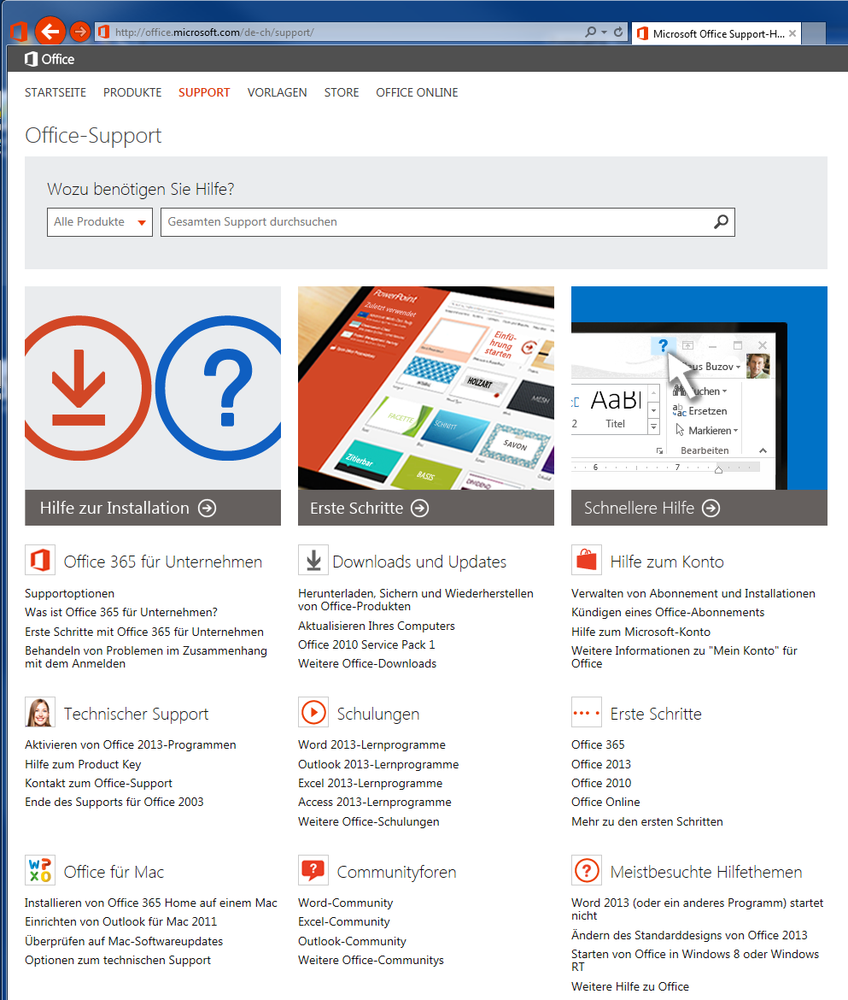 http://office.microsoft.com/de-ch/support/
Microsoft Office Support-H...
Office
STARTSEITE PRODUKTE SUPPORT VORLAGEN STORE OFFICE ONLINE
Office-Support
Wozu benötigen Sie Hilfe?
Alle Produkte Gesamten Support durchsuchen
PowerPoint
Zuletzt verwendet
Einfü-
hrung
starten
HOLZART
MESH
FACETTE
SCHNITT
SAVON
Zitierbar
BASIS
DIVIDEND
Buzov
AaBl
Titel
Ersetzen
Markieren
Bearbeiten
6 7
Hilfe zur Installation
Erste Schritte
Schnellere Hilfe
Office 365 für Unternehmen
Supportoptionen
Was ist Office 365 für Unternehmen?
Erste Schritte mit Office 365 für Unternehmen
Behandeln von Problemen im Zusammenhang
mit dem Anmelden
Downloads und Updates
Herunterladen, Sichern und Wiederherstellen
von Office-Produkten
Aktualisieren Ihres Computers
Office 2010 Service Pack 1
Weitere Office-Downloads
Hilfe zum Konto
Verwalten von Abonnement und Installationen
Kündigen eines Office-Abonnements
Hilfe zum Microsoft-Konto
Weitere Informationen zu "Mein Konto" für
Office
Technischer Support
Aktivieren von Office 2013-Programmen
Hilfe zum Product Key
Kontakt zum Office-Support
Ende des Supports für Office 2003
Schulungen
Word 2013-Lernprogramme
Outlook 2013-Lernprogramme
Excel 2013-Lernprogramme
Access 2013-Lernprogramme
Weitere Office-Schulungen
Erste Schritte
Office 365
Office 2013
Office 2010
Office Online
Mehr zu den ersten Schritten
Office für Mac
Installieren von Office 365 Home auf einem Mac
Einrichten von Outlook für Mac 2011
Überprüfen auf Mac-Softwareupdates
Optionen zum technischen Support
Communityforen
Word-Community
Excel-Community
Outlook-Community
Weitere Office-Communitys
Meistbesuchte Hilfethemen
Word 2013 (oder ein anderes Programm) startet
nicht
Ändern des Standarddesigns von Office 2013
Starten von Office in Windows 8 oder Windows
RT
Weitere Hilfe zu Office